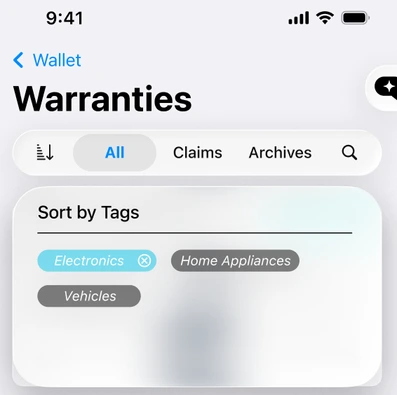 9:41
Wallet
Warranties
All Claims Archives
Sort by Tags
Electronics Home Appliances
Vehicles